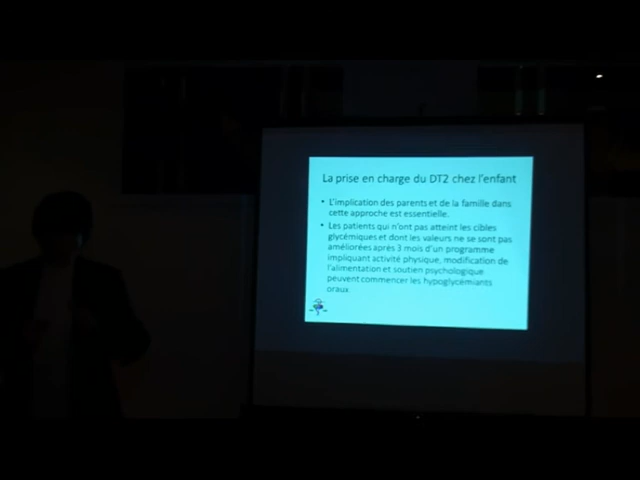 La prise en charge du DT2 chez l'enfant
• L'implication des parents et de la famille dans
cette approche est essentielle.
• Les patients qui n'ont pas atteint les cibles
glycémiques et dont les valeurs ne se sont pas
améliorées après 3 mois d'un programme
impliquant activité physique, modification de
l'alimentation et soutien psychologique
peuvent commencer les hypoglycémiants
oraux.